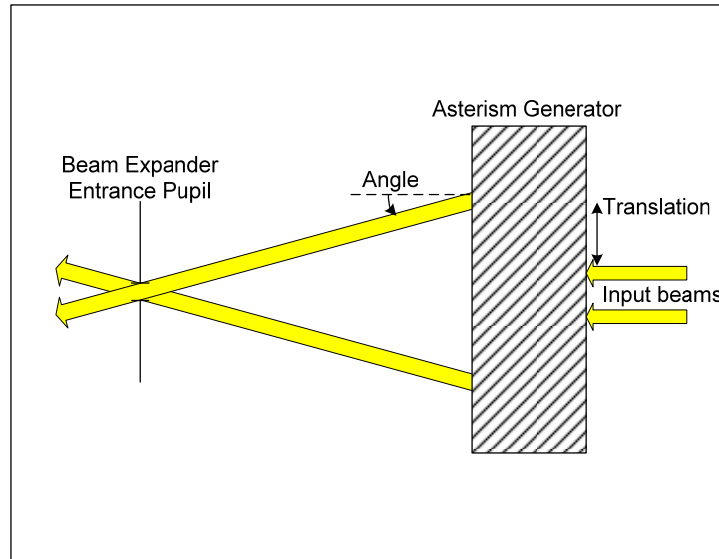 Asterism Generator
Beam Expander
Entrance Pupil
Angle
Translation
Input beams